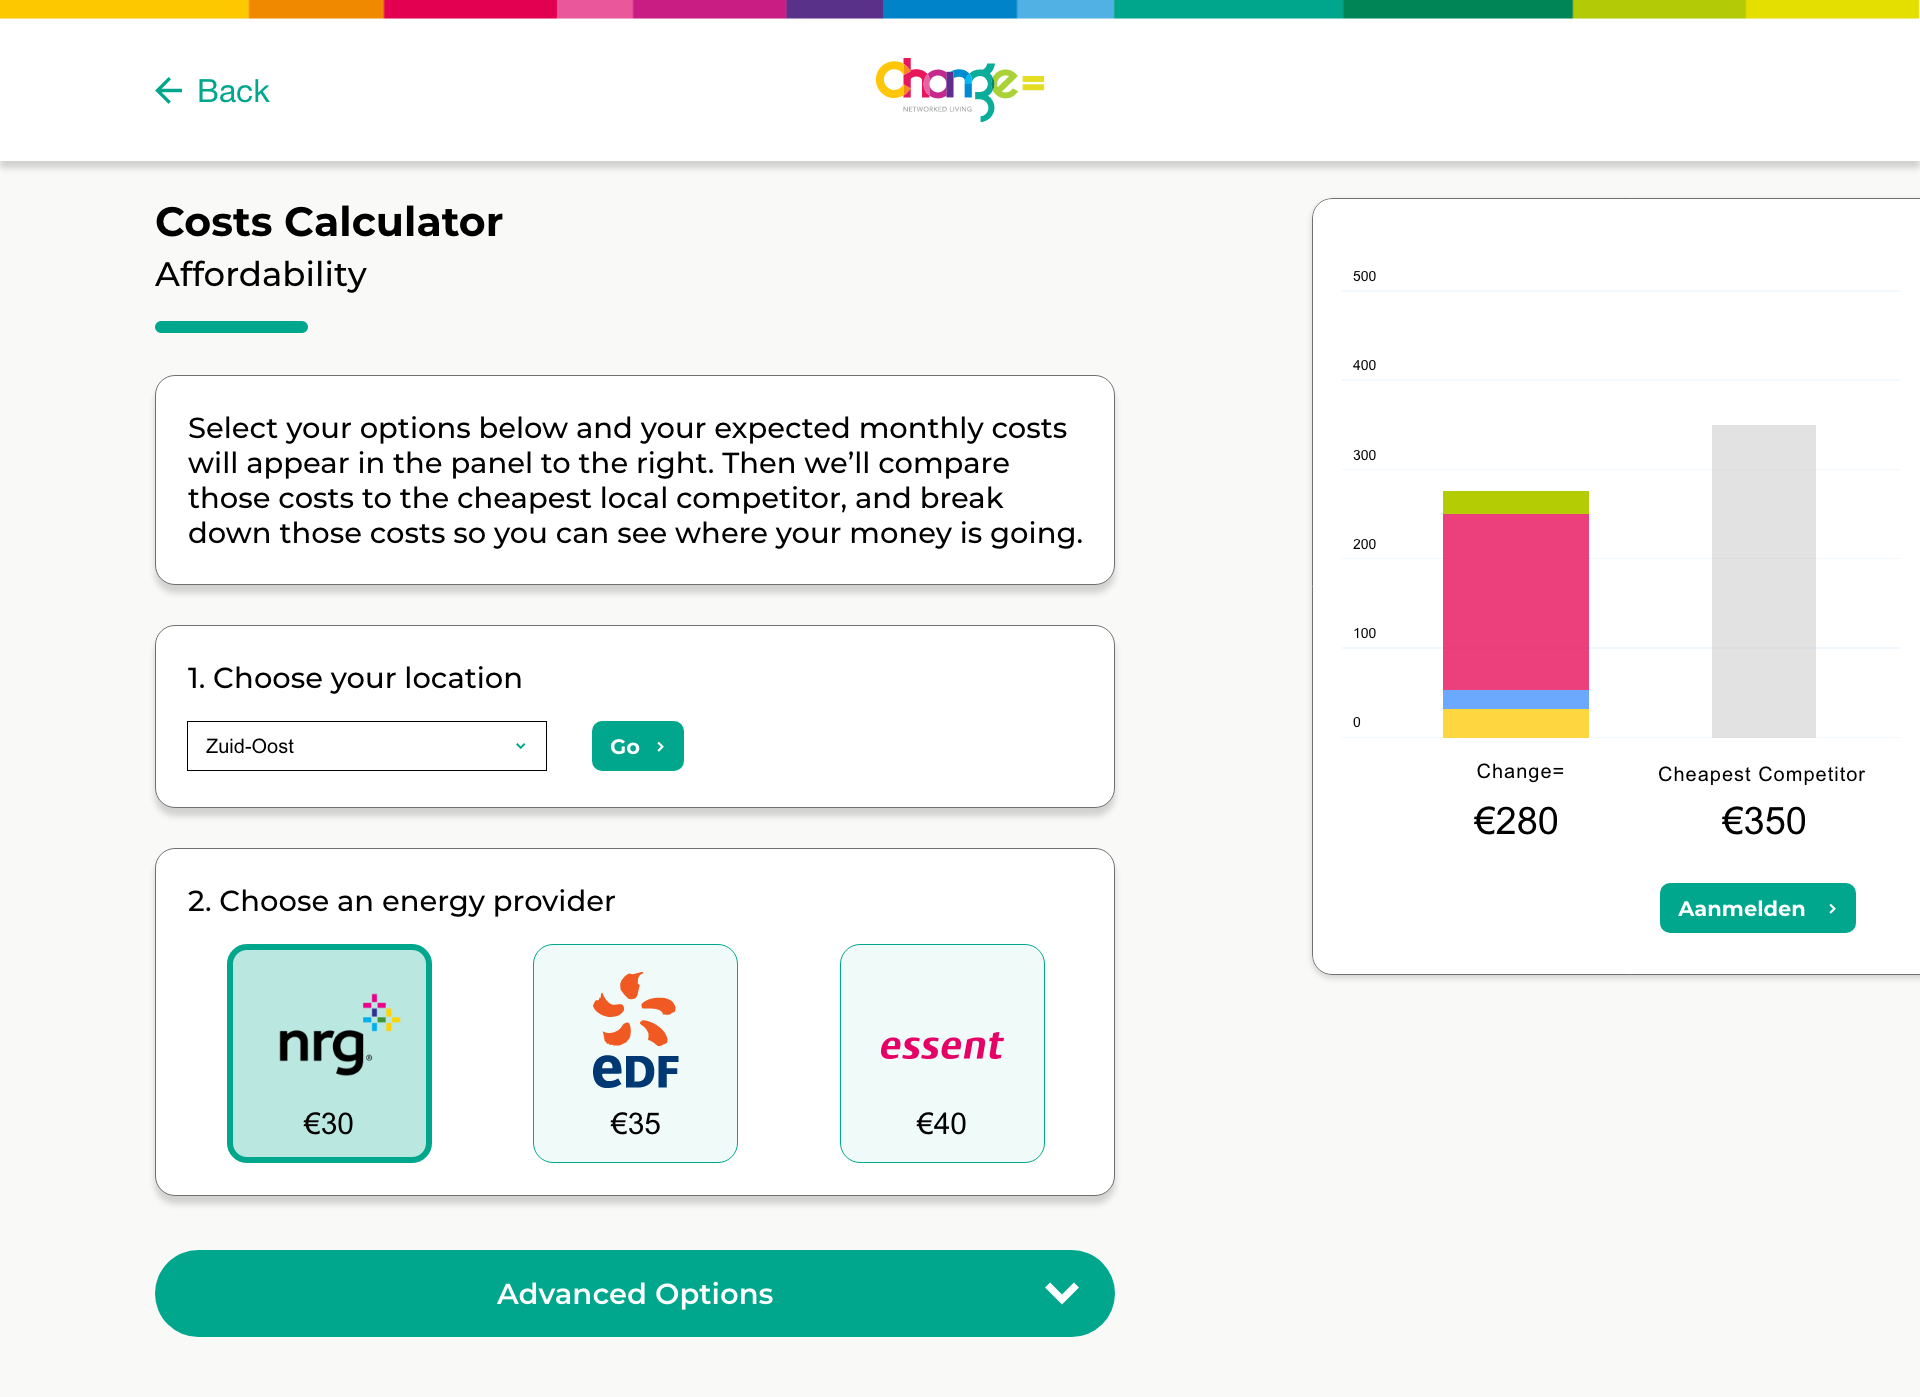 Back
Change=
NETWORKED LIVING
Costs Calculator
Affordability
Select your options below and your expected monthly costs
will appear in the panel to the right. Then we’ll compare
those costs to the cheapest local competitor, and break
down those costs so you can see where your money is going.
1. Choose your location
Zuid-Oost
Go
2. Choose an energy provider
nrg®
€30
eDF
€35
essent
€40
Advanced Options
500
400
300
200
100
0
Change=
€280
Cheapest Competitor
€350
Aanmelden